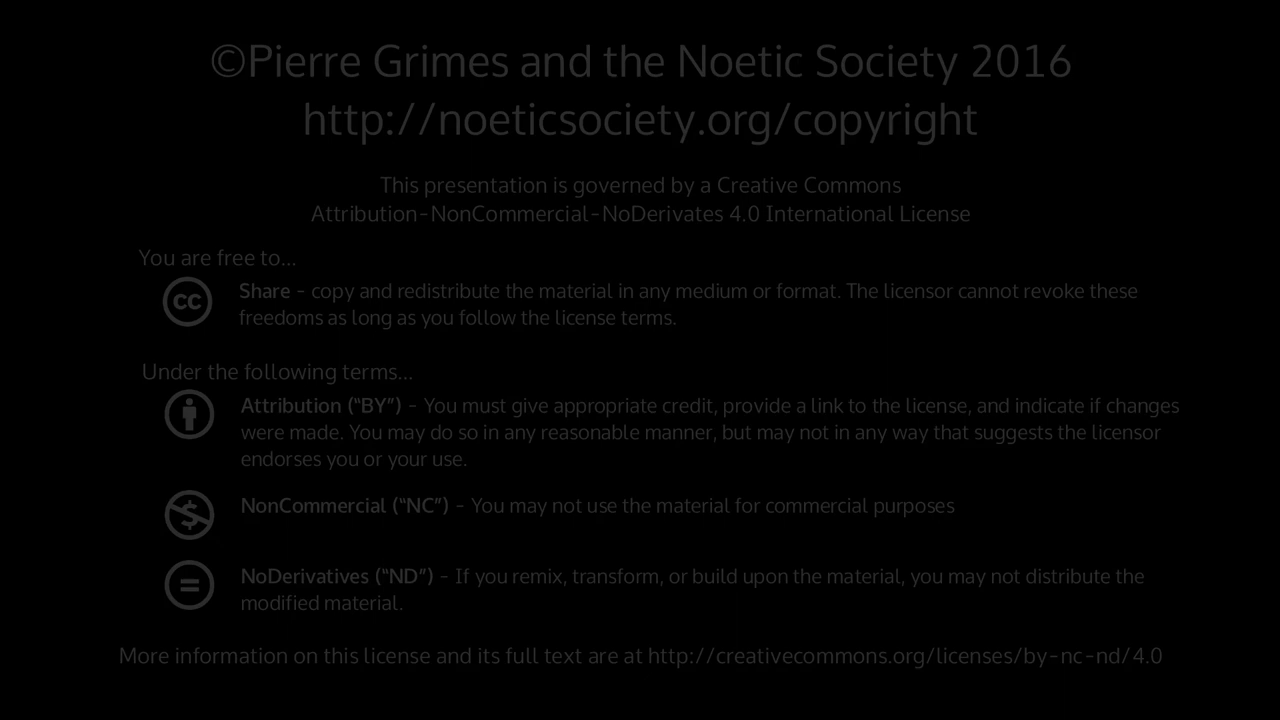 ©Pierre Grimes and the Noetic Society 2016
http://noeticsociety.org/copyright
This presentation is governed by a Creative Commons
Attribution-NonCommercial-NoDerivates 4.0 International License
You are free to...
Share - copy and redistribute the material in any medium or format. The licensor cannot revoke these
freedoms as long as you follow the license terms.
Under the following terms...
Attribution (“BY”) - You must give appropriate credit, provide a link to the license, and indicate if changes
were made. You may do so in any reasonable manner, but may not in any way that suggests the licensor
endorses you or your use.
NonCommercial (“NC”) - You may not use the material for commercial purposes
NoDerivatives (“ND”) - If you remix, transform, or build upon the material, you may not distribute the
modified material.
More information on this license and its full text are at http://creativecommons.org/licenses/by-nc-nd/4.0